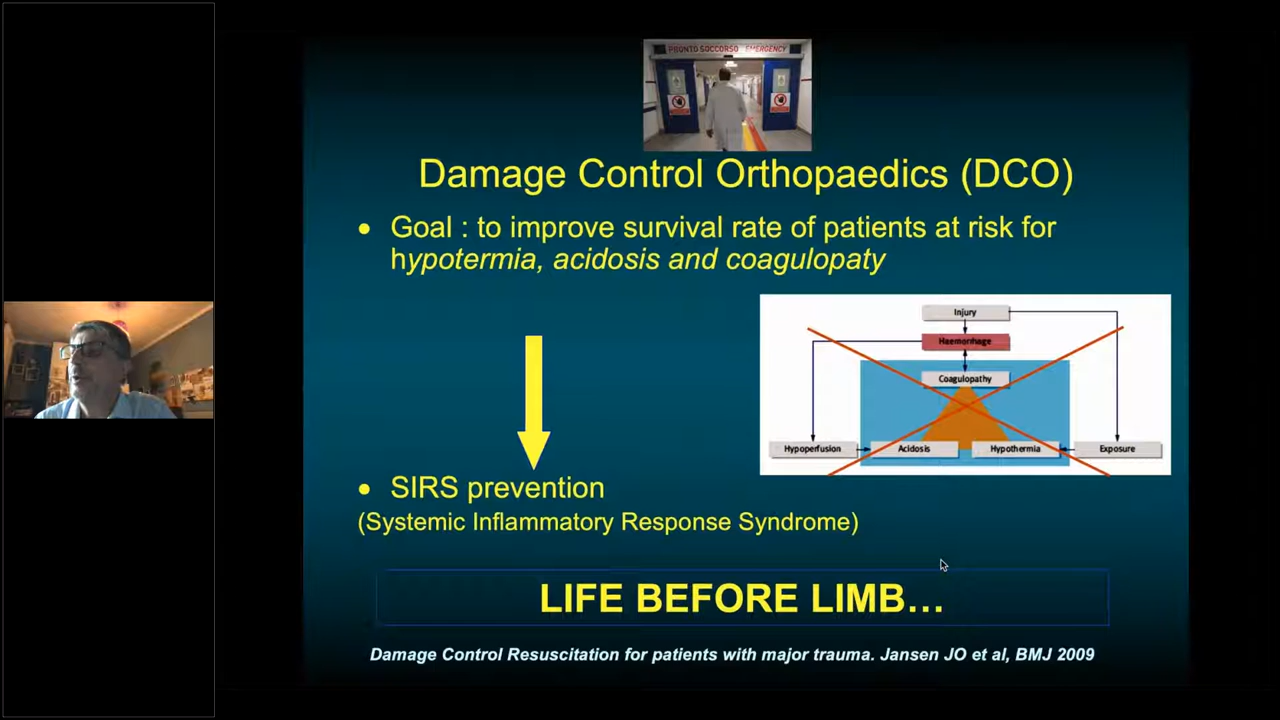 PRONTO SOCCORSO EMERGENCY
Damage Control Orthopaedics (DCO)
• Goal : to improve survival rate of patients at risk for
hypotermia, acidosis and coagulopaty
Injury
Haemorrhage
Coagulopathy
Hypoperfusion
Acidosis
Hypothermia
Exposure
• SIRS prevention
(Systemic Inflammatory Response Syndrome)
LIFE BEFORE LIMB...
Damage Control Resuscitation for patients with major trauma. Jansen JO et al, BMJ 2009